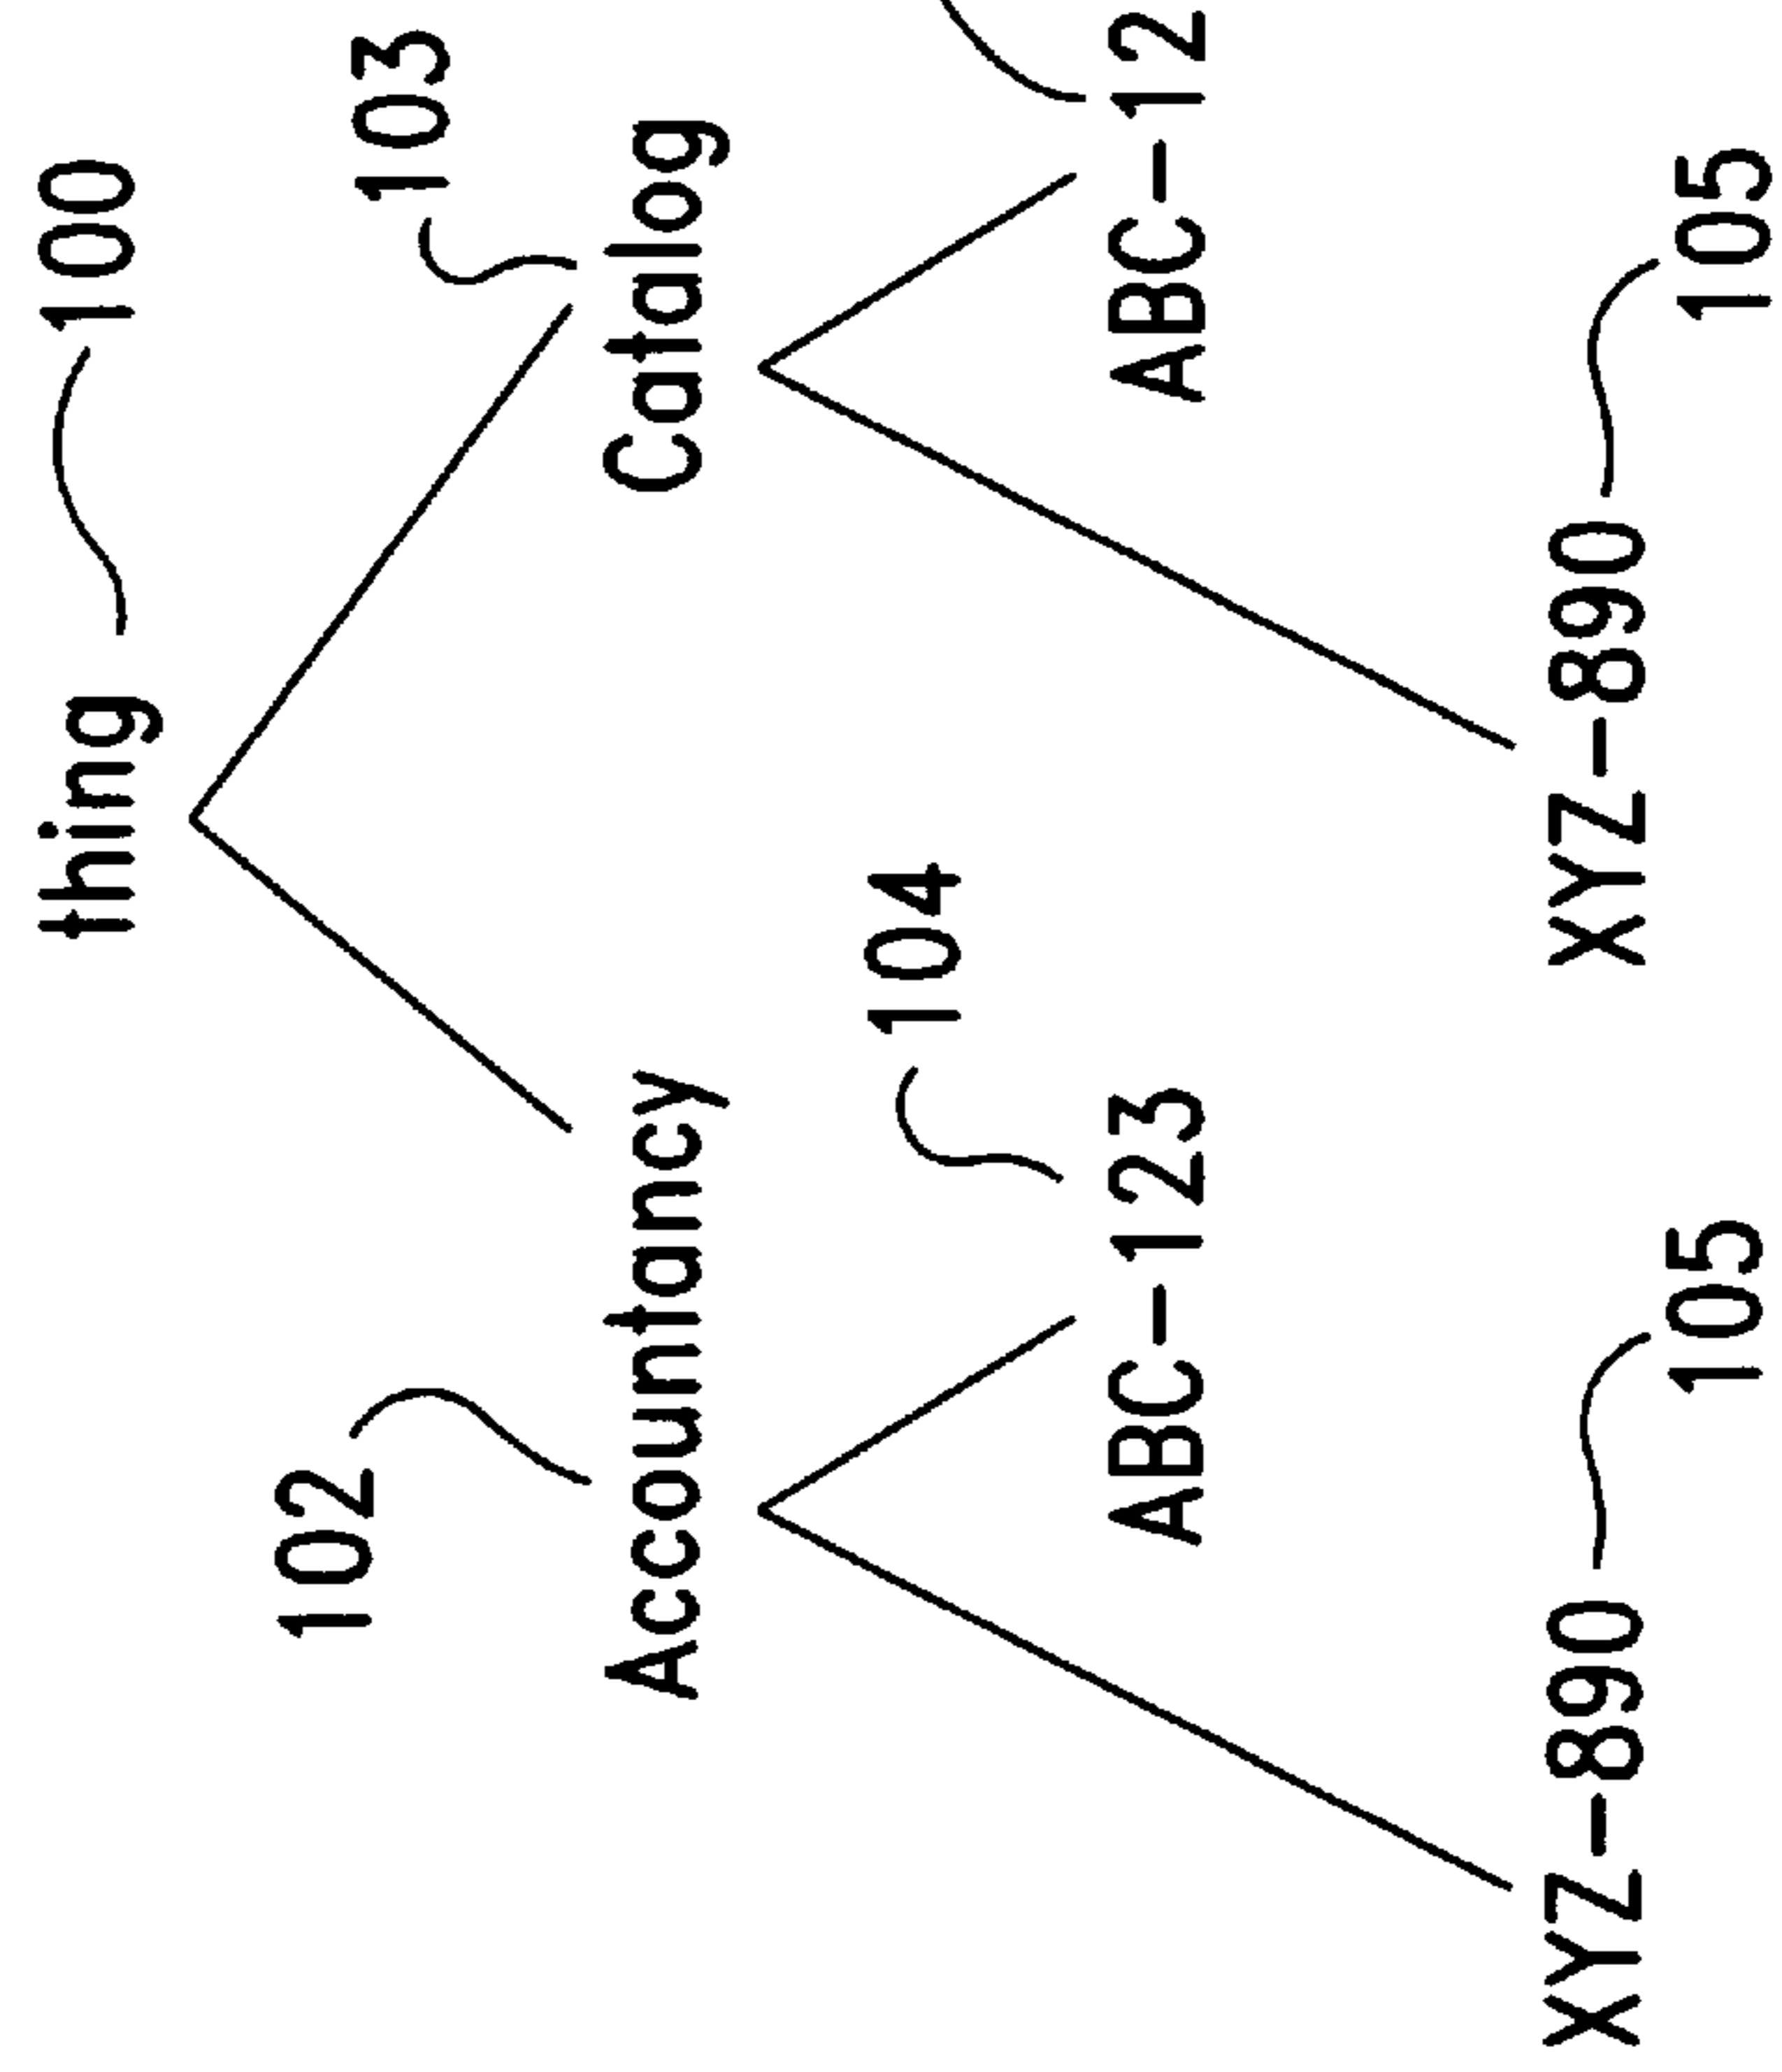 thing 100
103
102
Accountancy Catalog
104
ABC-123 ABC-12
XYZ-890 XYZ-890
105 105